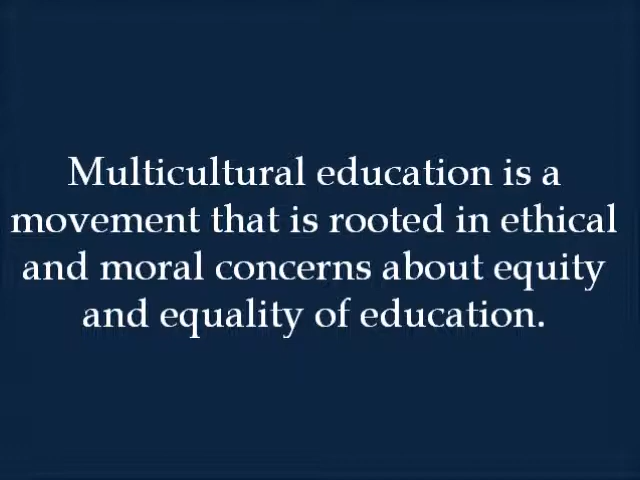 Multicultural education is a
movement that is rooted in ethical
and moral concerns about equity
and equality of education.